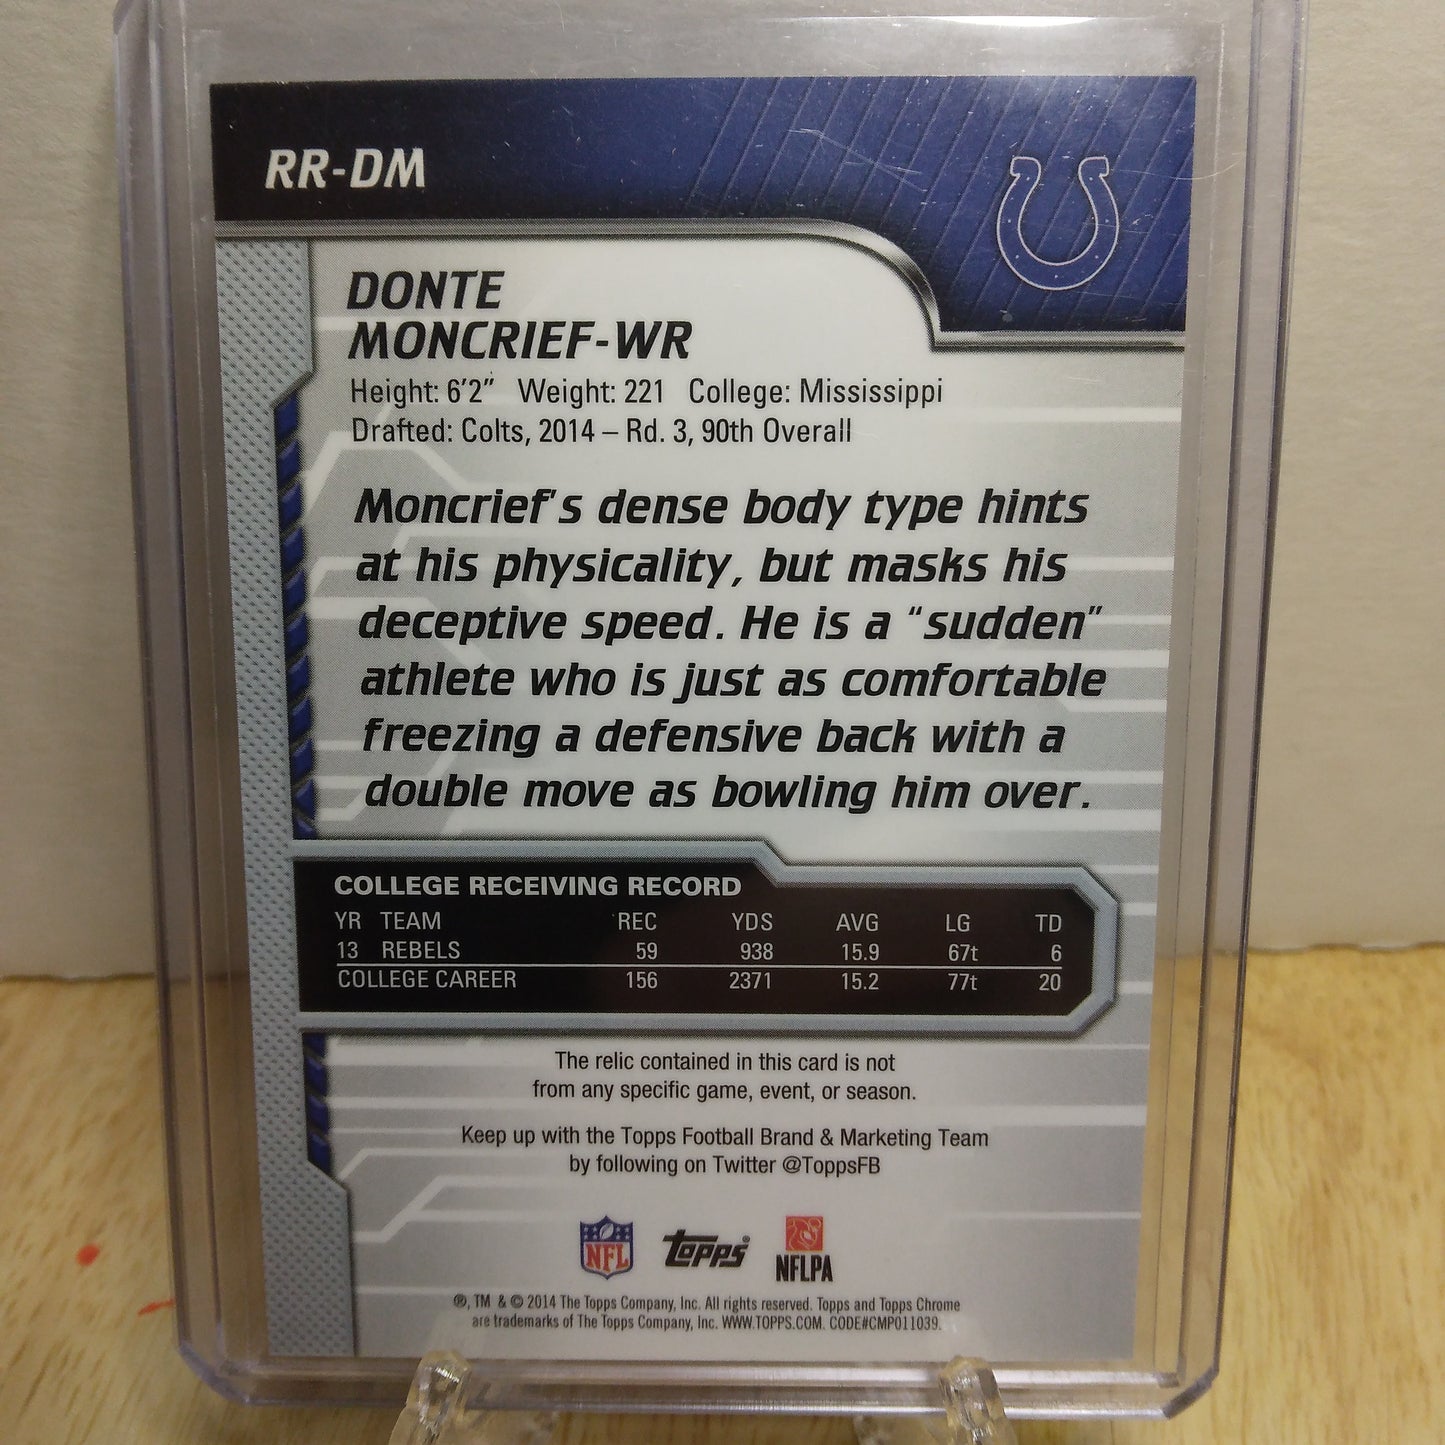 RR-DM
DONTE
MONCRIEF-WR
Height: 6'2" Weight: 221 College: Mississippi
Drafted: Colts, 2014 – Rd. 3, 90th Overall
Moncrief's dense body type hints
at his physicality, but masks his
deceptive speed. He is a "sudden"
athlete who is just as comfortable
freezing a defensive back with a
double move as bowling him over.
COLLEGE RECEIVING RECORD
YR TEAM REC YDS AVG LG TD
13 REBELS 59 938 15.9 67t 6
COLLEGE CAREER 156 2371 15.2 77t 20
The relic contained in this card is not
from any specific game, event, or season.
Keep up with the Topps Football Brand & Marketing Team
by following on Twitter @ToppsFB
NFL topps® NFLPA
®, TM & © 2014 The Topps Company, Inc. All rights reserved. Topps and Topps Chrome
are trademarks of The Topps Company, Inc. WWW.TOPPS.COM. CODE#CMP011039.